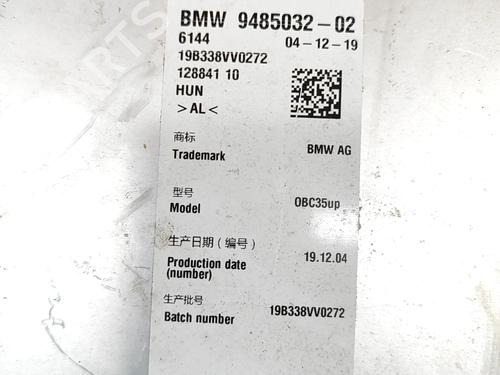 BMW 9485032-02
6144 04-12-19
19B338VV0272
128841 10
HUN
>AL<
商标
Trademark BMW AG
型号
Model OBC35up
生产日期（编号）
Production date 19.12.04
(number)
生产批号
Batch number 19B338VV0272